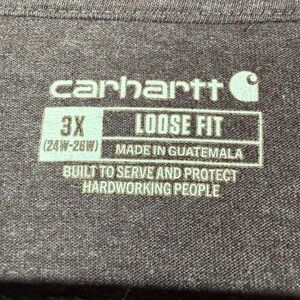 carhartt
3X LOOSE FIT
(24W-26W) MADE IN GUATEMALA
BUILT TO SERVE AND PROTECT
HARDWORKING PEOPLE